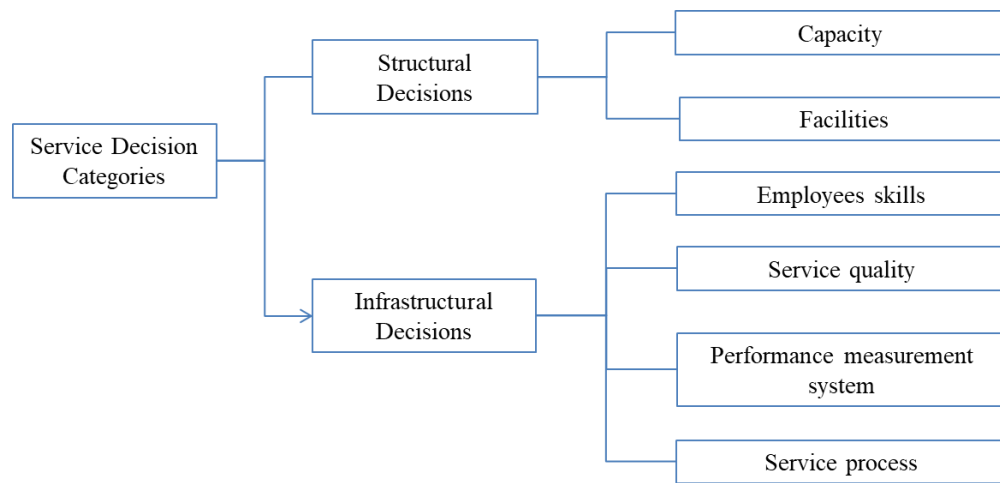 Service Decision
Categories
Structural
Decisions
Capacity
Facilities
Infrastructural
Decisions
Employees skills
Service quality
Performance measurement
system
Service process